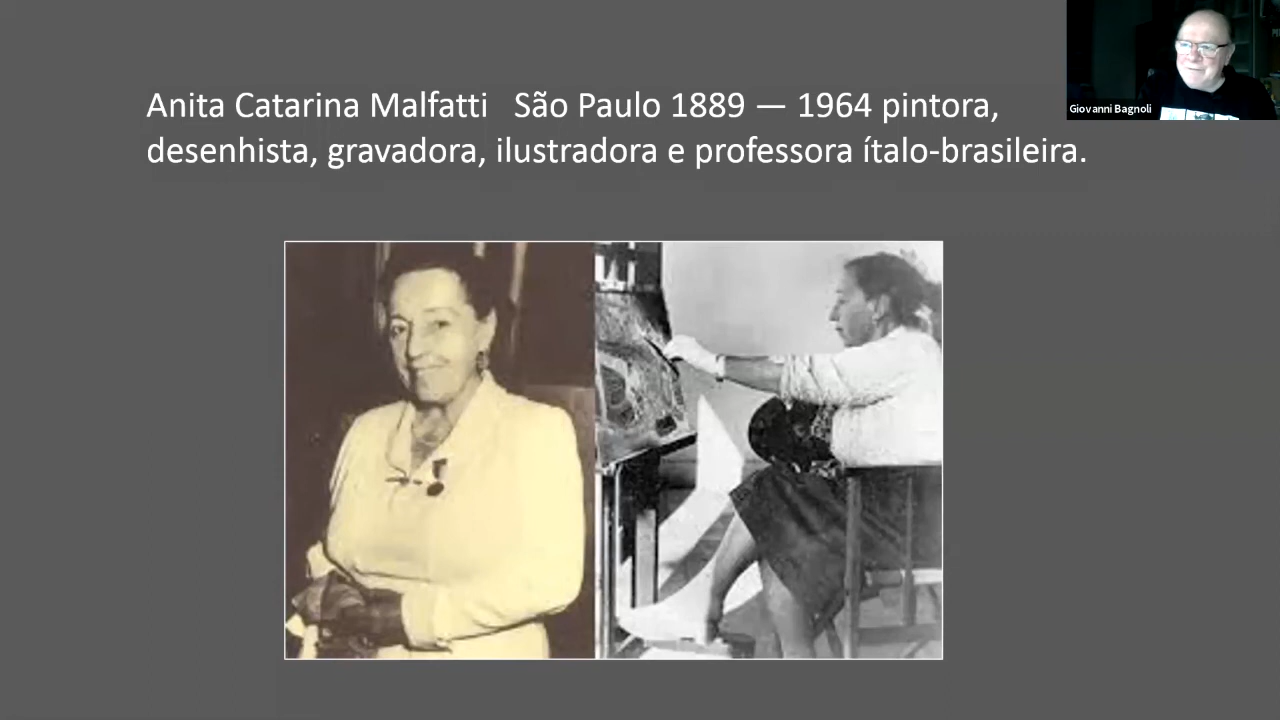 Anita Catarina Malfatti   São Paulo 1889 — 1964 pintora,
desenhista, gravadora, ilustradora e professora ítalo-brasileira.
Giovanni Bagnoli